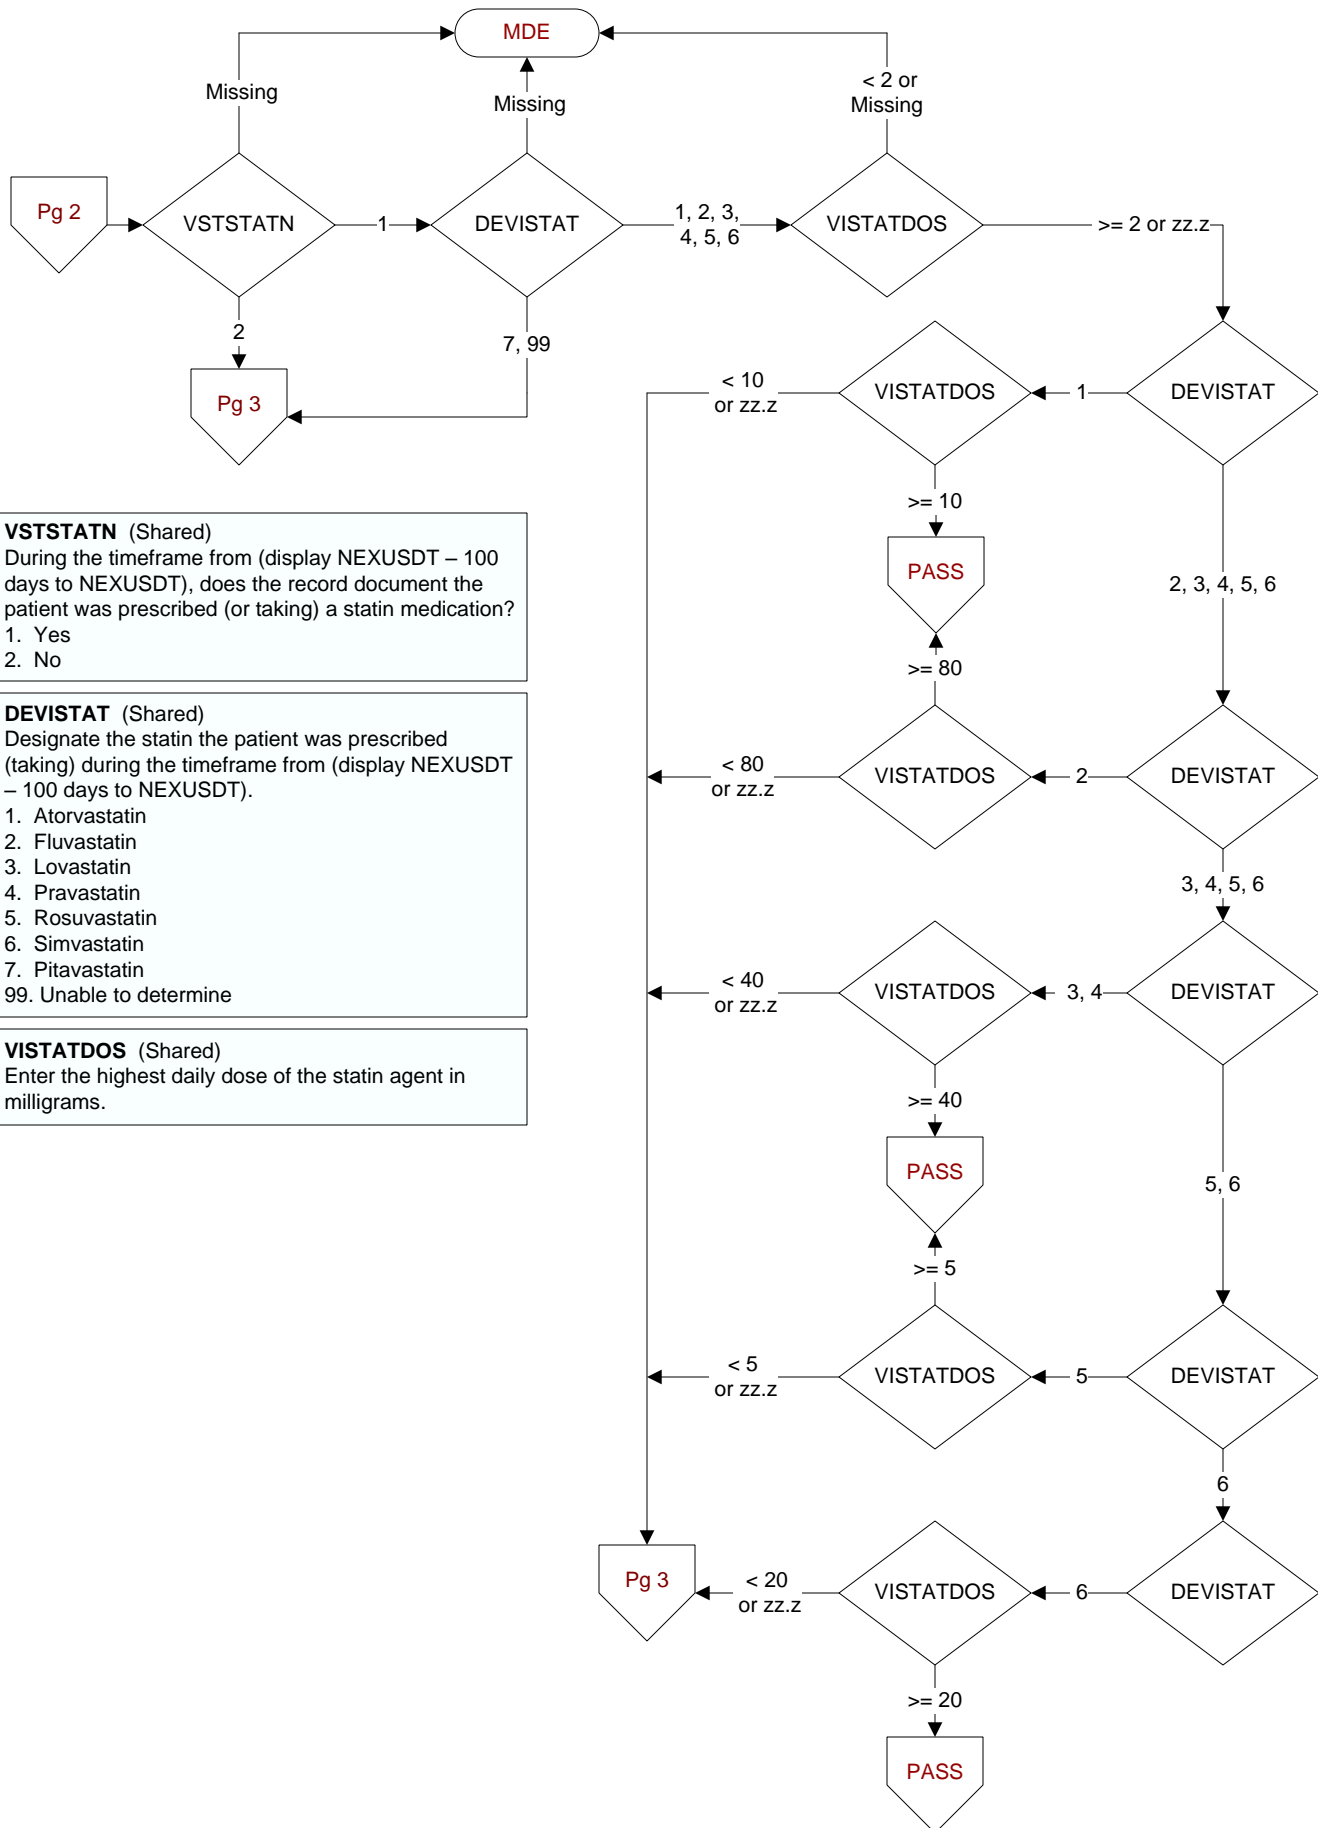 MDE
Missing
Missing
< 2 or
Missing
Pg 2
VSTSTATN
1
DEVISTAT
1, 2, 3,
4, 5, 6
VISTATDOS
>= 2 or zz.z
2
7, 99
Pg 3
< 10
or zz.z
VISTATDOS
1
DEVISTAT
>= 10
PASS
2, 3, 4, 5, 6
>= 80
< 80
or zz.z
VISTATDOS
2
DEVISTAT
3, 4, 5, 6
VSTSTATN (Shared)
During the timeframe from (display NEXUSDT – 100
days to NEXUSDT), does the record document the
patient was prescribed (or taking) a statin medication?
1. Yes
2. No
DEVISTAT (Shared)
Designate the statin the patient was prescribed
(taking) during the timeframe from (display NEXUSDT
– 100 days to NEXUSDT).
1. Atorvastatin
2. Fluvastatin
3. Lovastatin
4. Pravastatin
5. Rosuvastatin
6. Simvastatin
7. Pitavastatin
99. Unable to determine
VISTATDOS (Shared)
Enter the highest daily dose of the statin agent in
milligrams.
< 40
or zz.z
VISTATDOS
3, 4
DEVISTAT
>= 40
PASS
5, 6
>= 5
< 5
or zz.z
VISTATDOS
5
DEVISTAT
6
Pg 3
< 20
or zz.z
VISTATDOS
6
DEVISTAT
>= 20
PASS